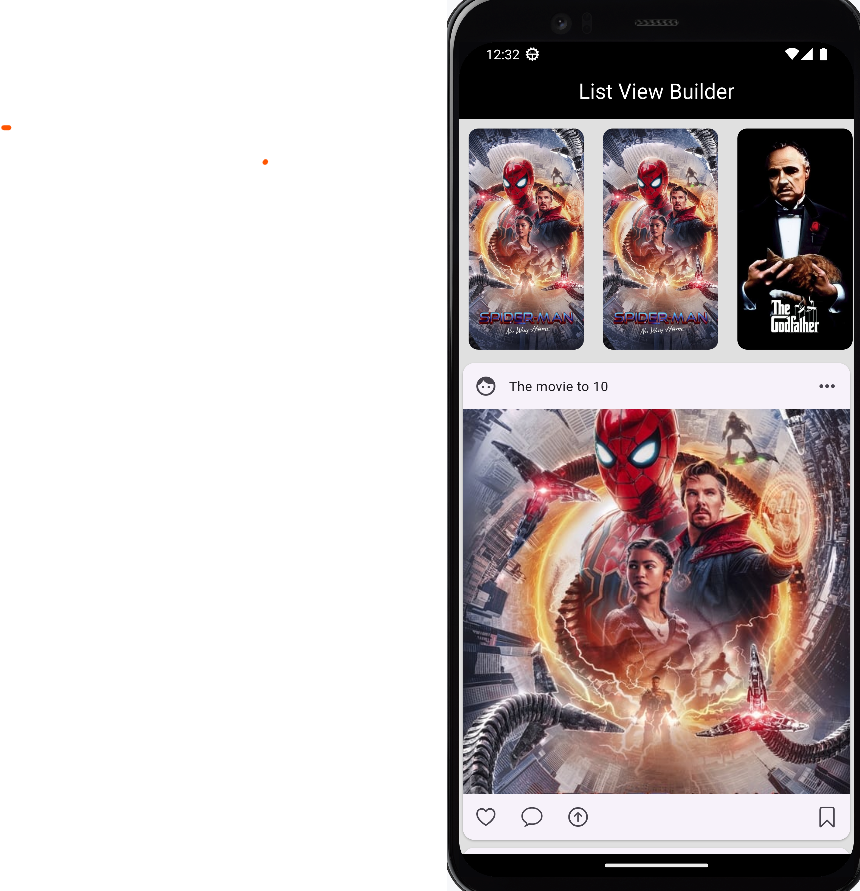 12:32
List View Builder
SPIDER-MAN
No Way Home
SPIDER-MAN
No Way Home
The
Godfather
The movie to 10